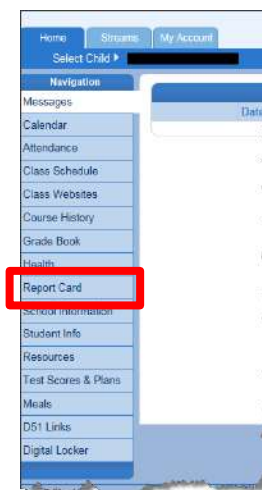 Home Streams My Account
Select Child
Navigation
Messages
Date
Calendar
Attendance
Class Schedule
Class Websites
Course History
Grade Book
Health
Report Card
School Information
Student Info
Resources
Test Scores & Plans
Meals
D51 Links
Digital Locker